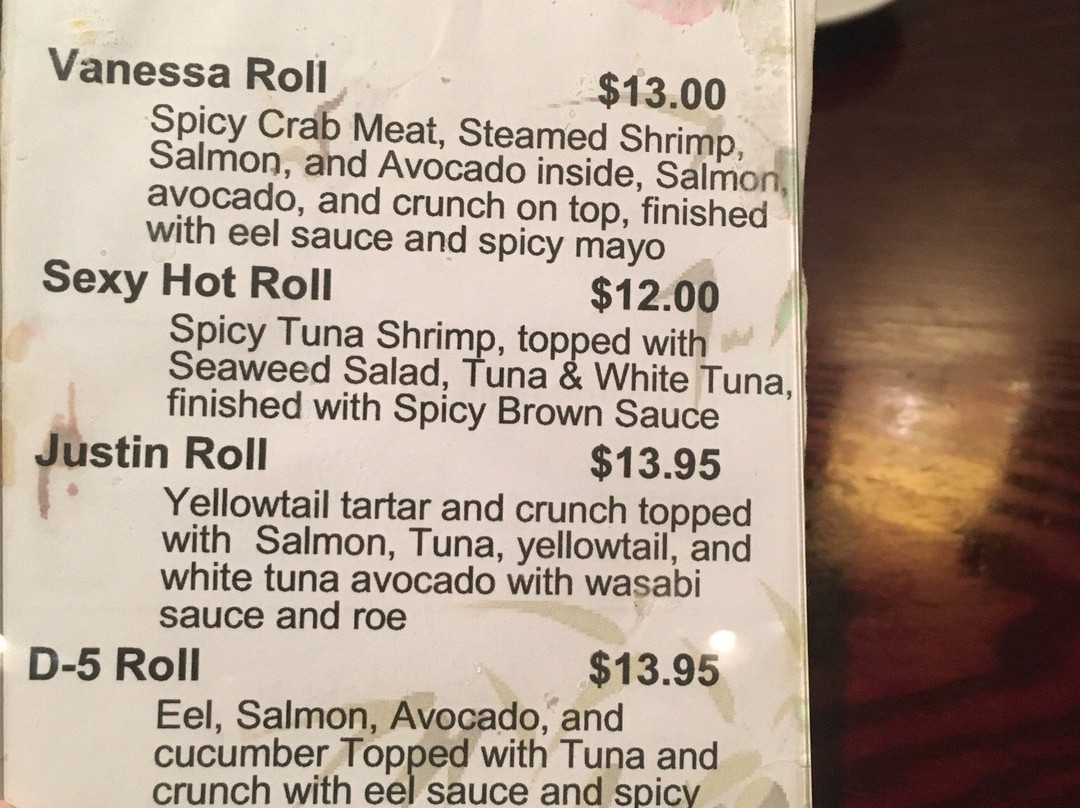 Vanessa Roll $13.00
Spicy Crab Meat, Steamed Shrimp,
Salmon, and Avocado inside, Salmon,
avocado, and crunch on top, finished
with eel sauce and spicy mayo
Sexy Hot Roll $12.00
Spicy Tuna Shrimp, topped with
Seaweed Salad, Tuna & White Tuna,
finished with Spicy Brown Sauce
Justin Roll $13.95
Yellowtail tartar and crunch topped
with Salmon, Tuna, yellowtail, and
white tuna avocado with wasabi
sauce and roe
D-5 Roll $13.95
Eel, Salmon, Avocado, and
cucumber Topped with Tuna and
crunch with eel sauce and spicy